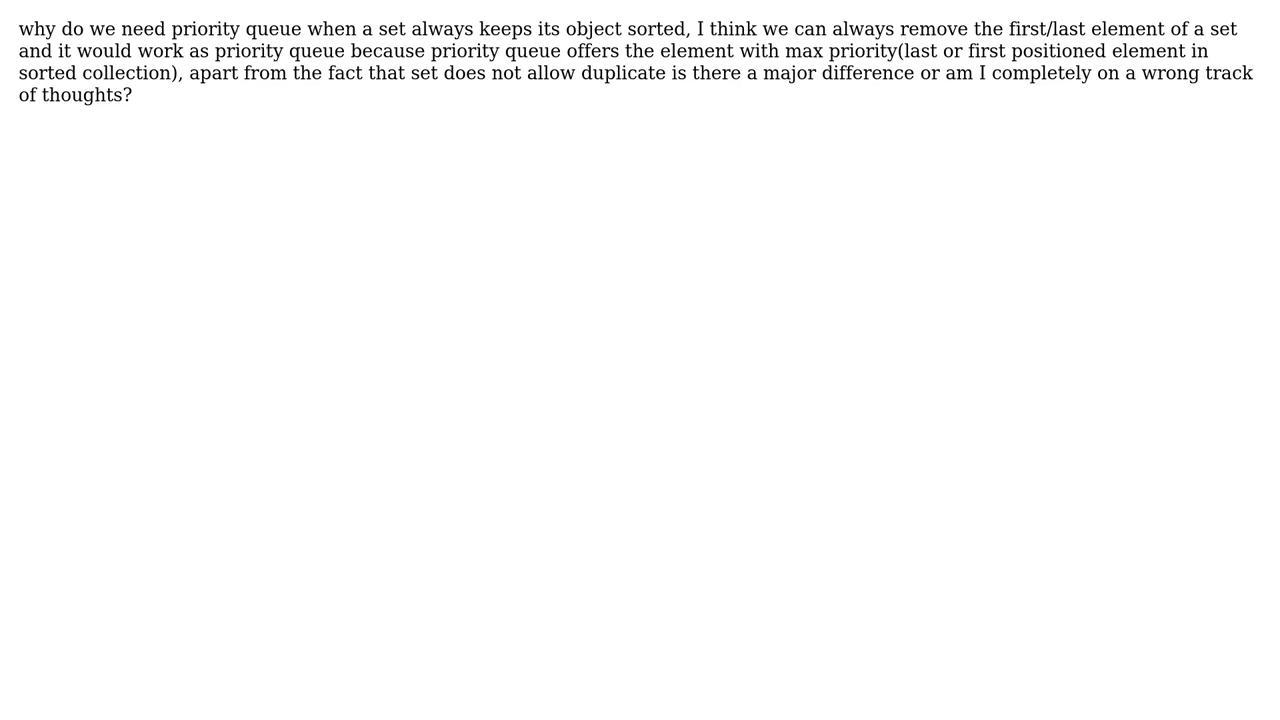 why do we need priority queue when a set always keeps its object sorted, I think we can always remove the first/last element of a set
and it would work as priority queue because priority queue offers the element with max priority(last or first positioned element in
sorted collection), apart from the fact that set does not allow duplicate is there a major difference or am I completely on a wrong track
of thoughts?